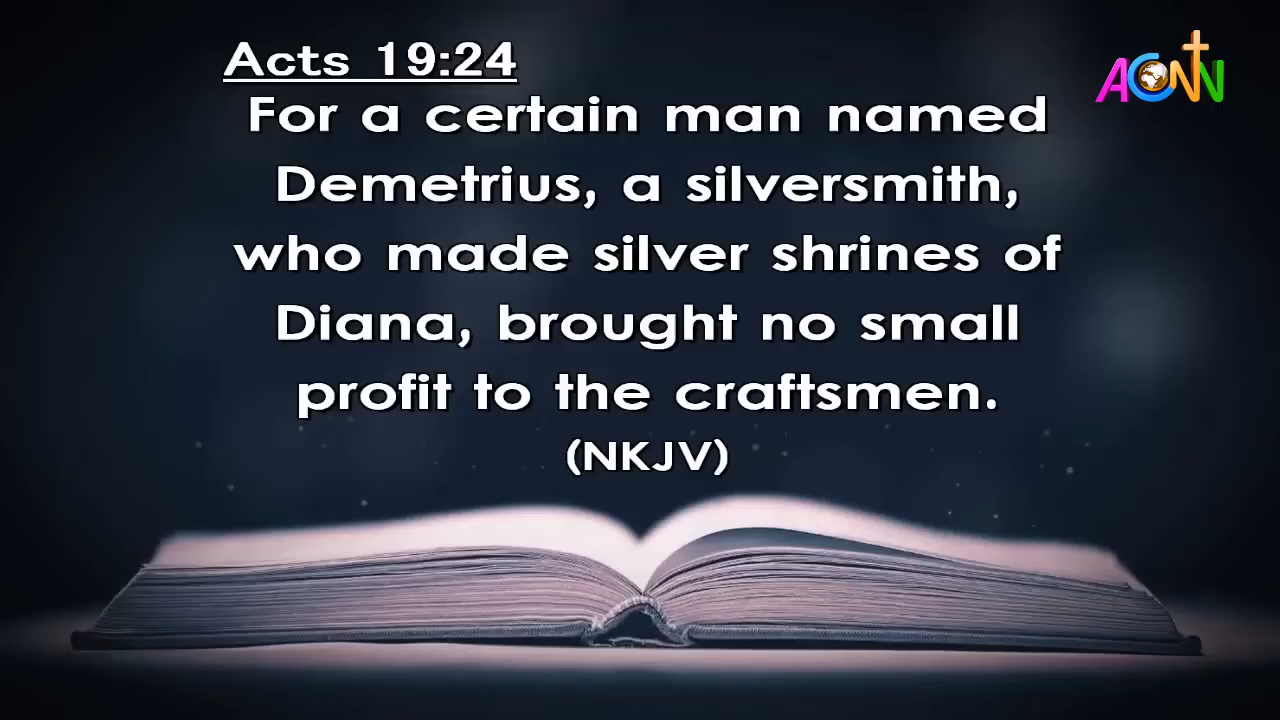 Acts 19:24
ACNN
For a certain man named
Demetrius, a silversmith,
who made silver shrines of
Diana, brought no small
profit to the craftsmen.
(NKJV)